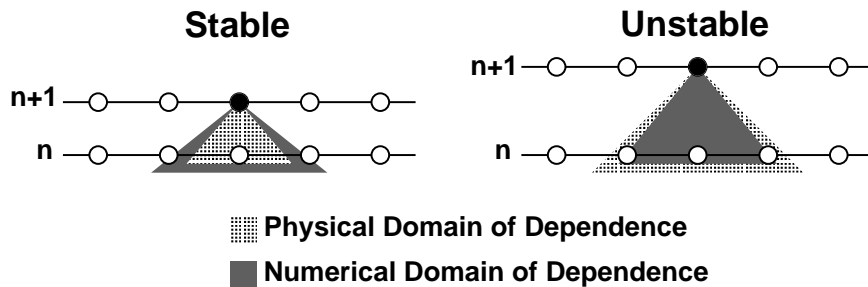 Stable
Unstable
n+1
n
n+1
n
Physical Domain of Dependence
Numerical Domain of Dependence